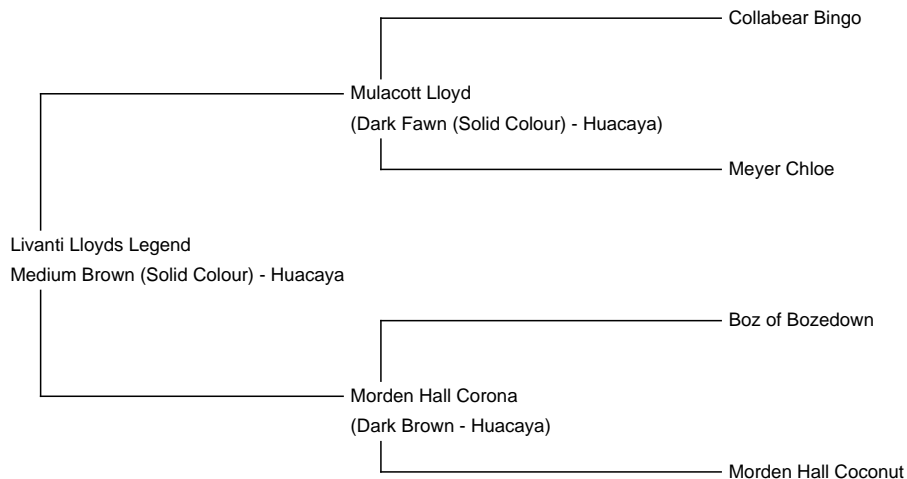 Collabear Bingo
Mulacott Lloyd
(Dark Fawn (Solid Colour) - Huacaya)
Meyer Chloe
Livanti Lloyds Legend
Medium Brown (Solid Colour) - Huacaya
Boz of Bozedown
Morden Hall Corona
(Dark Brown - Huacaya)
Morden Hall Coconut